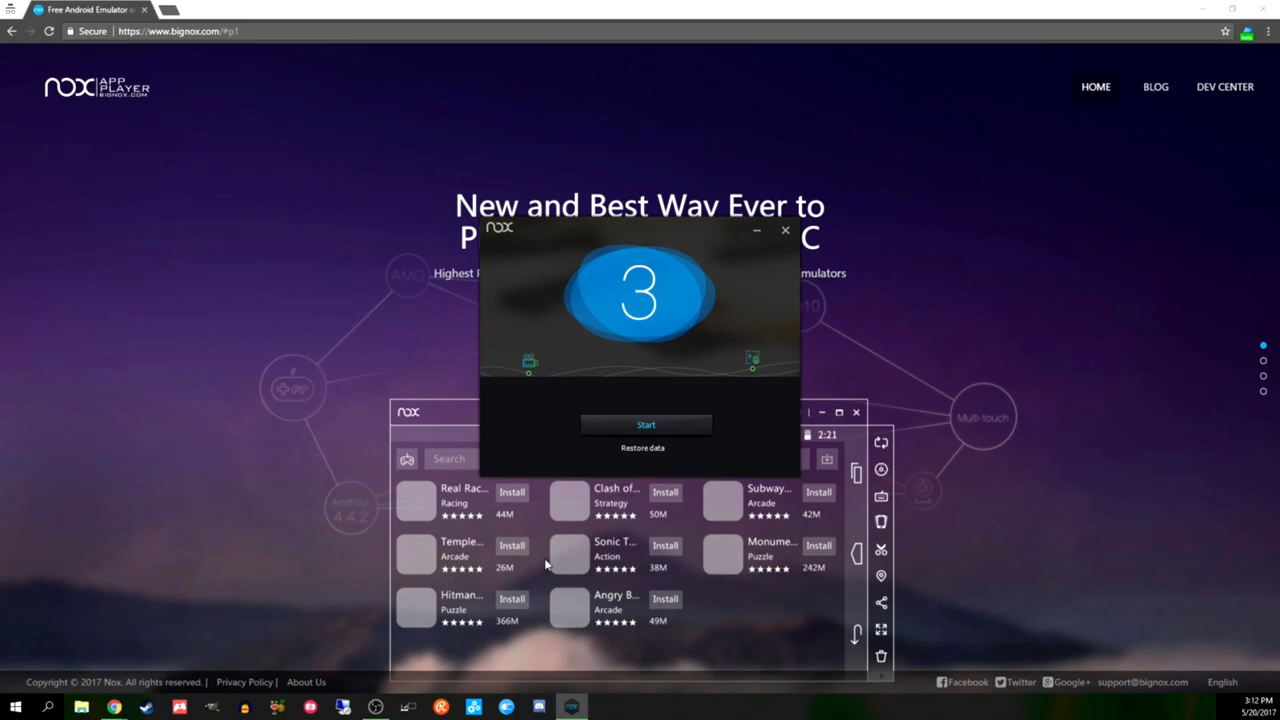 Free Android Emulator o
Secure | https://www.bignox.com/#p1
nox APP PLAYER
BIGNOX.COM
HOME BLOG DEV CENTER
New and Best Way Ever to
P C
Highest P mulators
nox
3
Start
Restore data
AMD
10
Multi-touch
Android
4.4.2
nox
2:21
Search
Real Rac... Install Clash of... Install Subway... Install
Racing Strategy Arcade
44M 50M 42M
Temple... Install Sonic T... Install Monume... Install
Arcade Action Puzzle
26M 38M 242M
Hitman... Install Angry B... Install
Puzzle Arcade
366M 49M
Copyright © 2017 Nox. All rights reserved. | Privacy Policy | About Us
Facebook Twitter Google+ support@bignox.com English
3:12 PM
5/20/2017